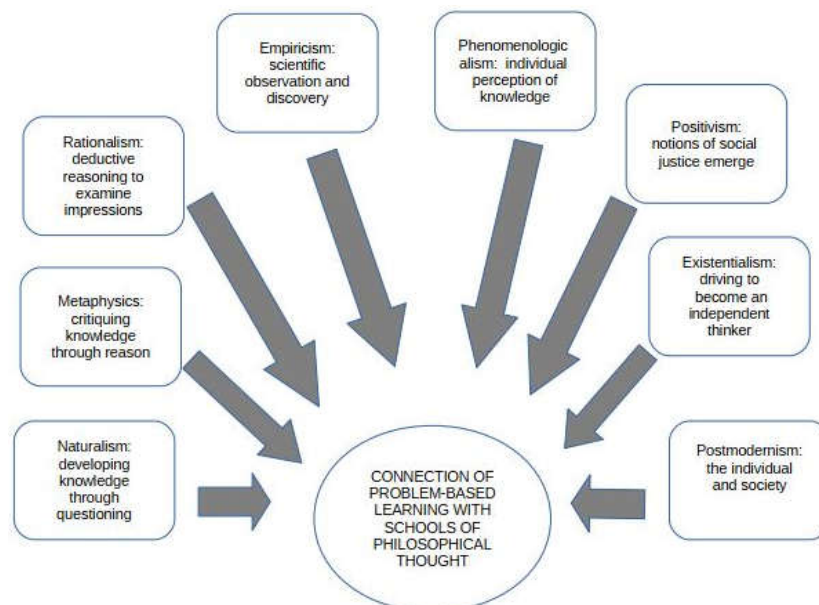 Empiricism:
scientific
observation and
discovery
Phenomenologic
alism: individual
perception of
knowledge
Rationalism:
deductive
reasoning to
examine
impressions
Positivism:
notions of social
justice emerge
Metaphysics:
critiquing
knowledge
through reason
Existentialism:
driving to
become an
independent
thinker
Naturalism:
developing
knowledge
through
questioning
Postmodernism:
the individual
and society
CONNECTION OF
PROBLEM-BASED
LEARNING WITH
SCHOOLS OF
PHILOSOPHICAL
THOUGHT